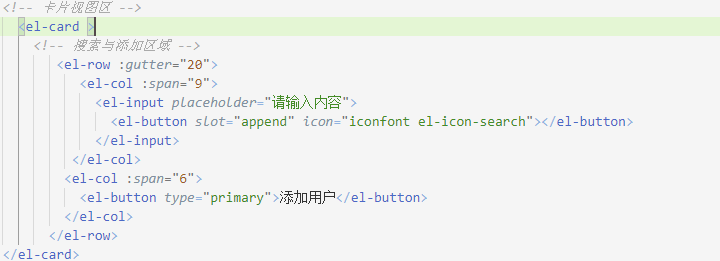 <!-- 卡片视图区 -->
<el-card >
<!-- 搜索与添加区域 -->
<el-row :gutter="20">
<el-col :span="9">
<el-input placeholder="请输入内容">
<el-button slot="append" icon="iconfont el-icon-search"></el-button>
</el-input>
</el-col>
<el-col :span="6">
<el-button type="primary">添加用户</el-button>
</el-col>
</el-row>
</el-card>